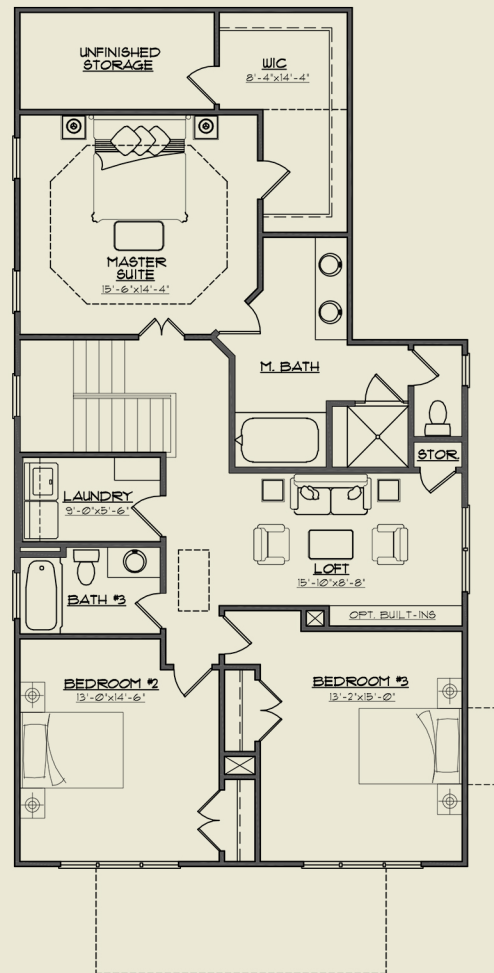 UNFINISHED
STORAGE
WIC
8'-4"x14'-4"
MASTER
SUITE
15'-6"x14'-4"
M. BATH
STOR.
LAUNDRY
9'-0"x5'-6"
LOFT
15'-10"x8'-8"
BATH #3
OPT. BUILT-INS
BEDROOM #2
13'-0"x14'-6"
BEDROOM #3
13'-2"x15'-0"